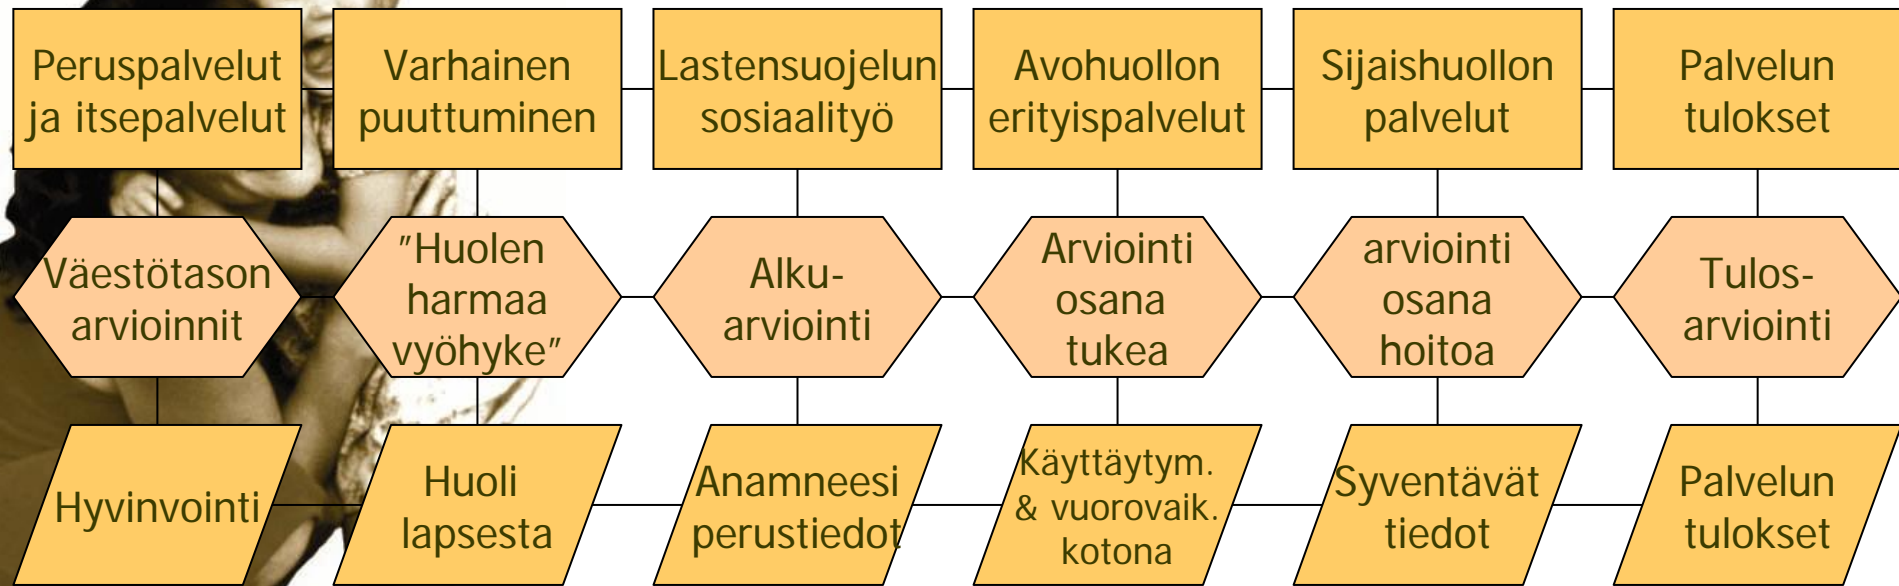 Peruspalvelut
ja itsepalvelut
Varhainen
puuttuminen
Lastensuojelun
sosiaalityö
Avohuollon
erityispalvelut
Sijaishuollon
palvelut
Palvelun
tulokset
Väestötason
arvioinnit
"Huolen
harmaa
vyöhyke"
Alku-
arviointi
Arviointi
osana
tukea
arviointi
osana
hoitoa
Tulos-
arviointi
Hyvinvointi
Huoli
lapsesta
Anamneesi
perustiedot
Käyttäytym.
& vuorovaik.
kotona
Syventävät
tiedot
Palvelun
tulokset